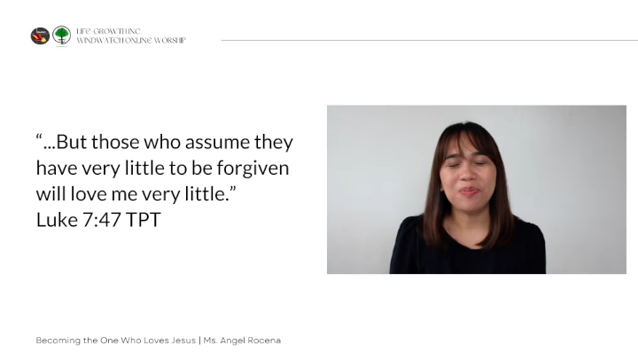 LIFE GROWTH INC.
WINDWATCH ONLINE WORSHIP
“...But those who assume they
have very little to be forgiven
will love me very little.”
Luke 7:47 TPT
Becoming the One Who Loves Jesus | Ms. Angel Rocena